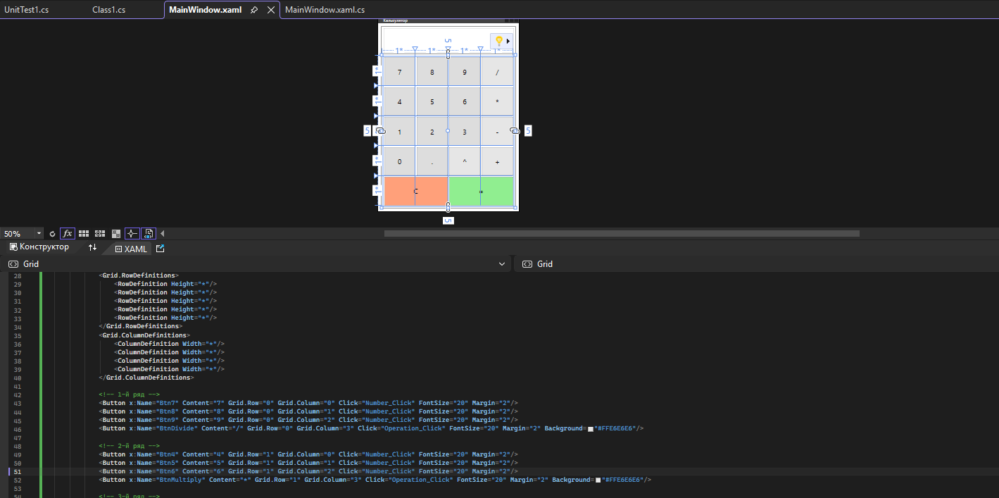 UnitTest1.cs Class1.cs MainWindow.xaml MainWindow.xaml.cs
Калькулятор
5
1* 1* 1* 1*
1* 7 8 9 /
1* 4 5 6 *
5 1 2 3 - 5
1* 0 . ^ +
1* C =
5
50% fx
Конструктор XAML
Grid Grid
28 <Grid.RowDefinitions>
29 <RowDefinition Height="*"/>
30 <RowDefinition Height="*"/>
31 <RowDefinition Height="*"/>
32 <RowDefinition Height="*"/>
33 <RowDefinition Height="*"/>
34 </Grid.RowDefinitions>
35 <Grid.ColumnDefinitions>
36 <ColumnDefinition Width="*"/>
37 <ColumnDefinition Width="*"/>
38 <ColumnDefinition Width="*"/>
39 <ColumnDefinition Width="*"/>
40 </Grid.ColumnDefinitions>
41
42 <!-- 1-й ряд -->
43 <Button x:Name="Btn7" Content="7" Grid.Row="0" Grid.Column="0" Click="Number_Click" FontSize="20" Margin="2"/>
44 <Button x:Name="Btn8" Content="8" Grid.Row="0" Grid.Column="1" Click="Number_Click" FontSize="20" Margin="2"/>
45 <Button x:Name="Btn9" Content="9" Grid.Row="0" Grid.Column="2" Click="Number_Click" FontSize="20" Margin="2"/>
46 <Button x:Name="BtnDivide" Content="/" Grid.Row="0" Grid.Column="3" Click="Operation_Click" FontSize="20" Margin="2" Background="#FFE6E6E6"/>
47
48 <!-- 2-й ряд -->
49 <Button x:Name="Btn4" Content="4" Grid.Row="1" Grid.Column="0" Click="Number_Click" FontSize="20" Margin="2"/>
50 <Button x:Name="Btn5" Content="5" Grid.Row="1" Grid.Column="1" Click="Number_Click" FontSize="20" Margin="2"/>
51 <Button x:Name="Btn6" Content="6" Grid.Row="1" Grid.Column="2" Click="Number_Click" FontSize="20" Margin="2"/>
52 <Button x:Name="BtnMultiply" Content="*" Grid.Row="1" Grid.Column="3" Click="Operation_Click" FontSize="20" Margin="2" Background="#FFE6E6E6"/>
53
54 <!-- 3-й ряд -->